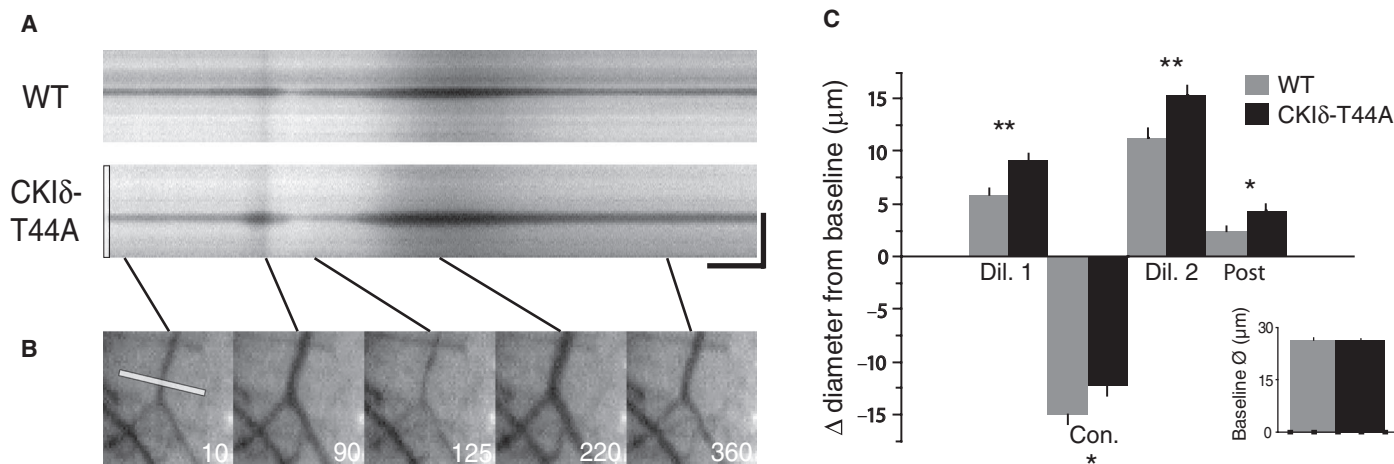 A
WT
CKIδ-
T44A
B
10
90
125
220
360
C
Δ diameter from baseline (μm)
15
10
5
0
−5
−10
−15
**
**
*
Dil. 1
Dil. 2
Post
Con.
*
WT
CKIδ-T44A
Baseline Ø (μm)
30
15
0